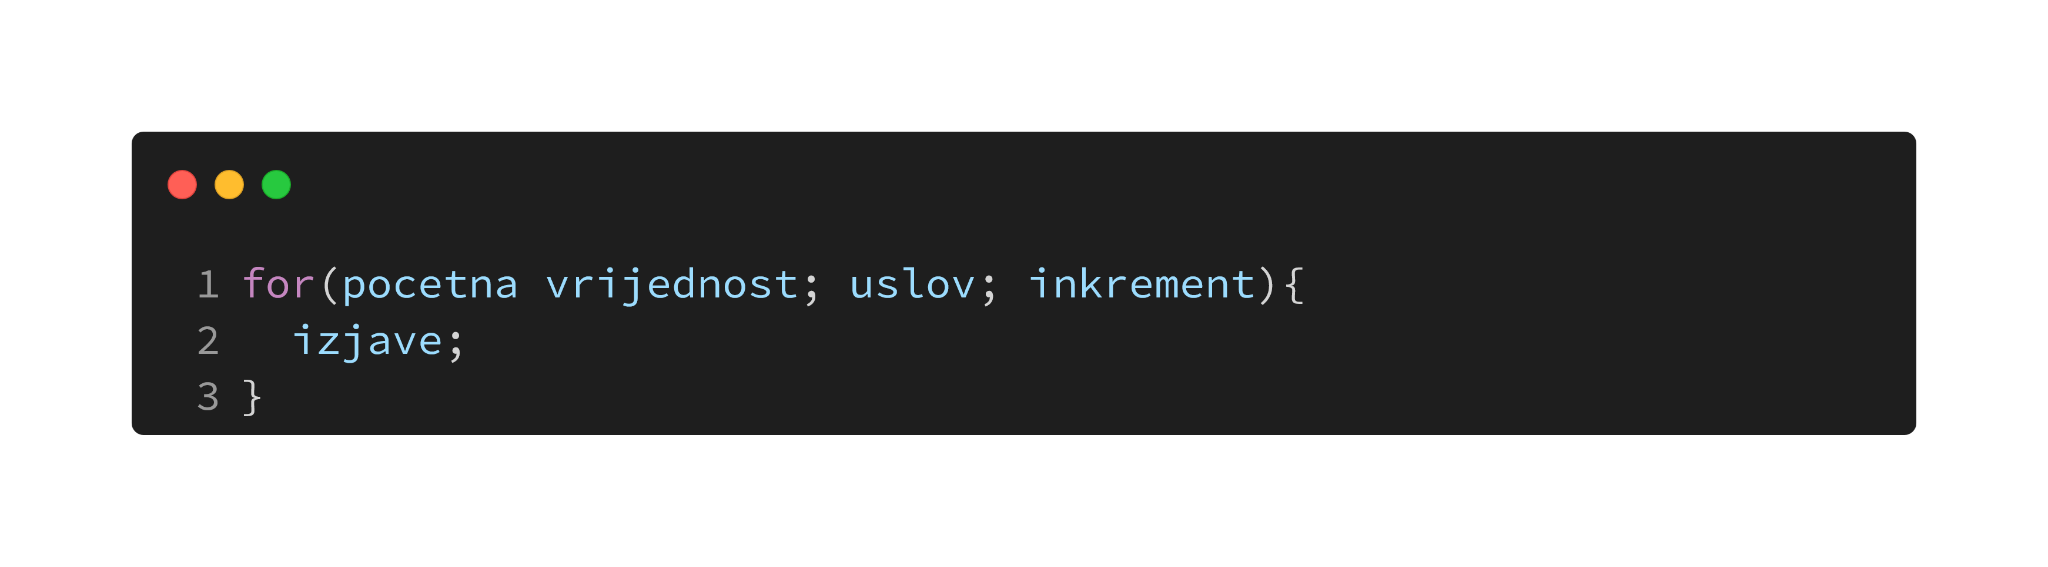 1 for(pocetna vrijednost; uslov; inkrement){
2   izjave;
3 }